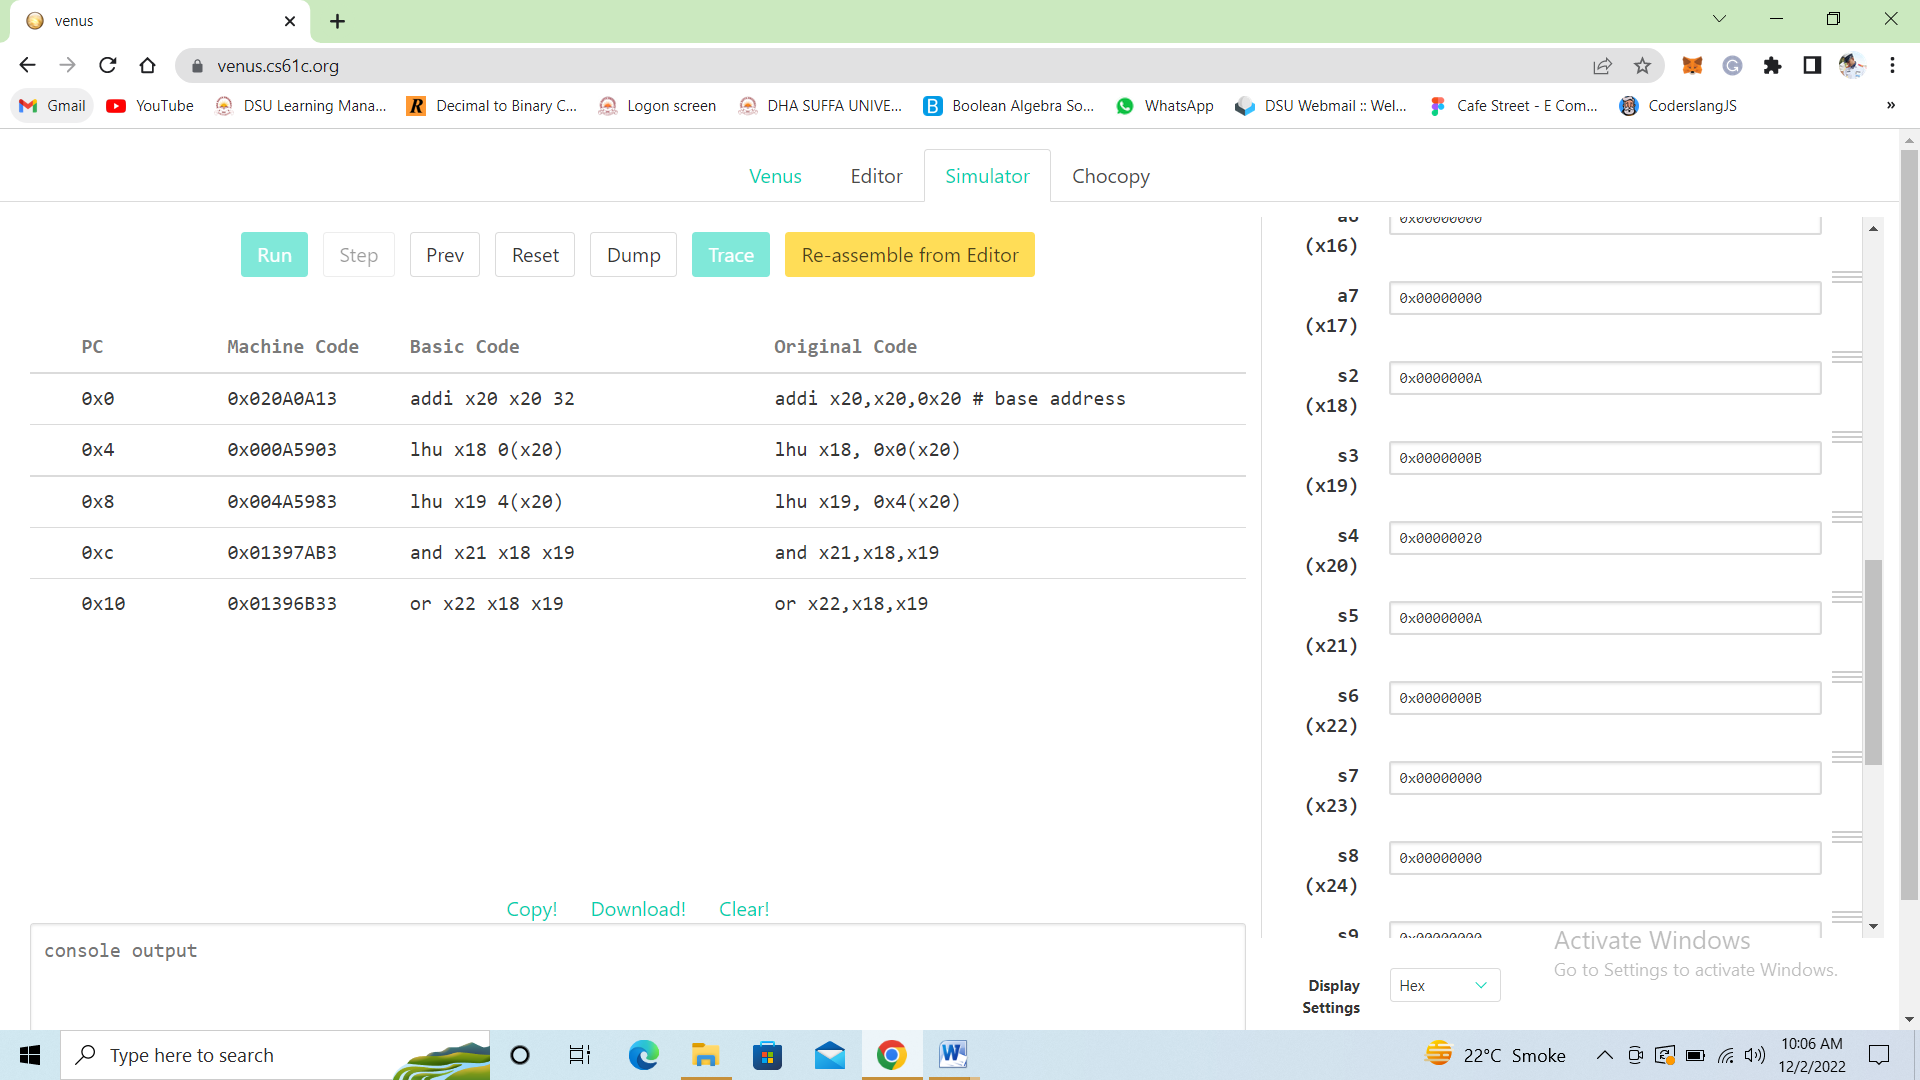 venus
venus.cs61c.org
Gmail YouTube DSU Learning Mana... Decimal to Binary C... Logon screen DHA SUFFA UNIVE... Boolean Algebra So... WhatsApp DSU Webmail :: Wel... Cafe Street - E Com... CoderslangJS »
Venus Editor Simulator Chocopy
Run Step Prev Reset Dump Trace Re-assemble from Editor
PC Machine Code Basic Code Original Code
0x0 0x020A0A13 addi x20 x20 32 addi x20,x20,0x20 # base address
0x4 0x000A5903 lhu x18 0(x20) lhu x18, 0x0(x20)
0x8 0x004A5983 lhu x19 4(x20) lhu x19, 0x4(x20)
0xc 0x01397AB3 and x21 x18 x19 and x21,x18,x19
0x10 0x01396B33 or x22 x18 x19 or x22,x18,x19
Copy! Download! Clear!
console output
a6 0x00000000
(x16)
a7 0x00000000
(x17)
s2 0x0000000A
(x18)
s3 0x0000000B
(x19)
s4 0x00000020
(x20)
s5 0x0000000A
(x21)
s6 0x0000000B
(x22)
s7 0x00000000
(x23)
s8 0x00000000
(x24)
s9 0x00000000
Display Settings Hex
Activate Windows
Go to Settings to activate Windows.
Type here to search
22°C Smoke
10:06 AM
12/2/2022